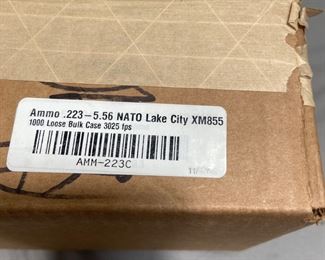 Ammo .223-5.56 NATO Lake City XM855
1000 Loose Bulk Case 3025 fps
AMM-223C